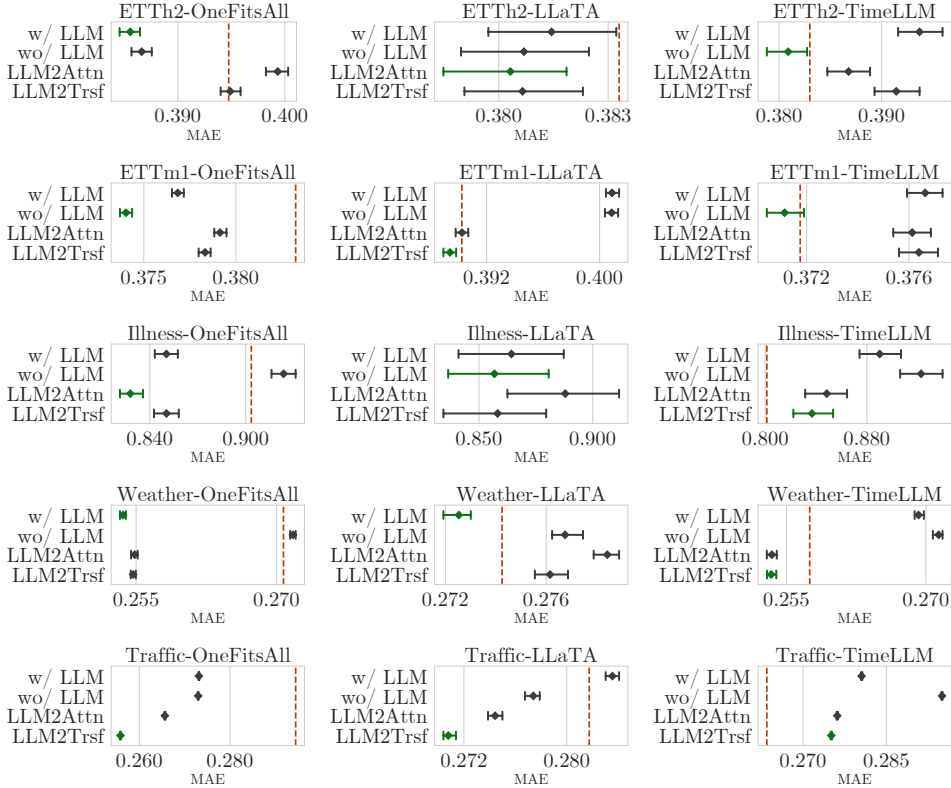 ETTh2-OneFitsAll
w/ LLM
wo/ LLM
LLM2Attn
LLM2Trsf
0.390 0.400
MAE
ETTh2-LLaTA
0.380 0.383
MAE
ETTh2-TimeLLM
w/ LLM
wo/ LLM
LLM2Attn
LLM2Trsf
0.380 0.390
MAE
ETTm1-OneFitsAll
w/ LLM
wo/ LLM
LLM2Attn
LLM2Trsf
0.375 0.380
MAE
ETTm1-LLaTA
w/ LLM
wo/ LLM
LLM2Attn
LLM2Trsf
0.392 0.400
MAE
ETTm1-TimeLLM
w/ LLM
wo/ LLM
LLM2Attn
LLM2Trsf
0.372 0.376
MAE
Illness-OneFitsAll
w/ LLM
wo/ LLM
LLM2Attn
LLM2Trsf
0.840 0.900
MAE
Illness-LLaTA
w/ LLM
wo/ LLM
LLM2Attn
LLM2Trsf
0.850 0.900
MAE
Illness-TimeLLM
w/ LLM
wo/ LLM
LLM2Attn
LLM2Trsf
0.800 0.880
MAE
Weather-OneFitsAll
w/ LLM
wo/ LLM
LLM2Attn
LLM2Trsf
0.255 0.270
MAE
Weather-LLaTA
w/ LLM
wo/ LLM
LLM2Attn
LLM2Trsf
0.272 0.276
MAE
Weather-TimeLLM
w/ LLM
wo/ LLM
LLM2Attn
LLM2Trsf
0.255 0.270
MAE
Traffic-OneFitsAll
w/ LLM
wo/ LLM
LLM2Attn
LLM2Trsf
0.260 0.280
MAE
Traffic-LLaTA
w/ LLM
wo/ LLM
LLM2Attn
LLM2Trsf
0.272 0.280
MAE
Traffic-TimeLLM
w/ LLM
wo/ LLM
LLM2Attn
LLM2Trsf
0.270 0.285
MAE